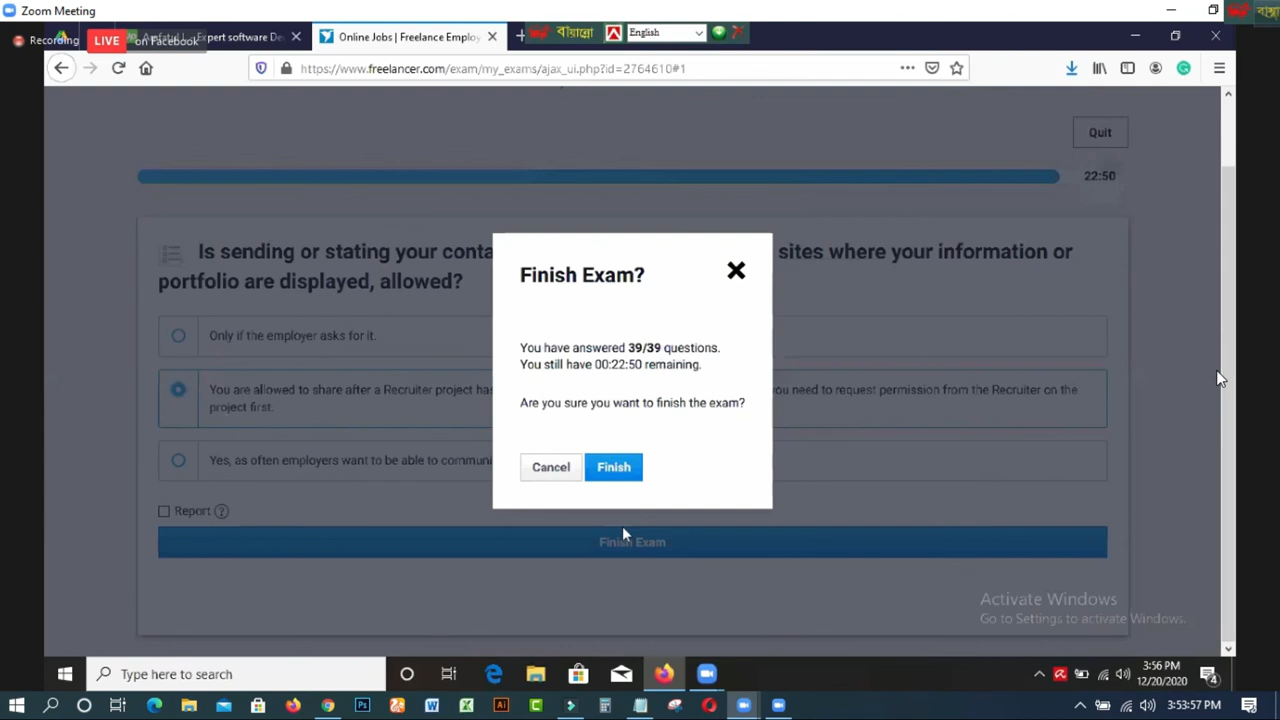 Zoom Meeting
Recording
LIVE on Facebook
Expert software De
Online Jobs | Freelance Employ
বায়ান্নো
English
https://www.freelancer.com/exam/my_exams/ajax_ui.php?id=2764610#1
Quit
22:50
Is sending or stating your conta
sites where your information or
portfolio are displayed, allowed?
Only if the employer asks for it.
You are allowed to share after a Recruiter project has
you need to request permission from the Recruiter on the
project first.
Yes, as often employers want to be able to communi
Report
Finish Exam
Finish Exam?
You have answered 39/39 questions.
You still have 00:22:50 remaining.
Are you sure you want to finish the exam?
Cancel
Finish
Activate Windows
Go to Settings to activate Windows.
Type here to search
3:56 PM
12/20/2020
4
3:53:57 PM